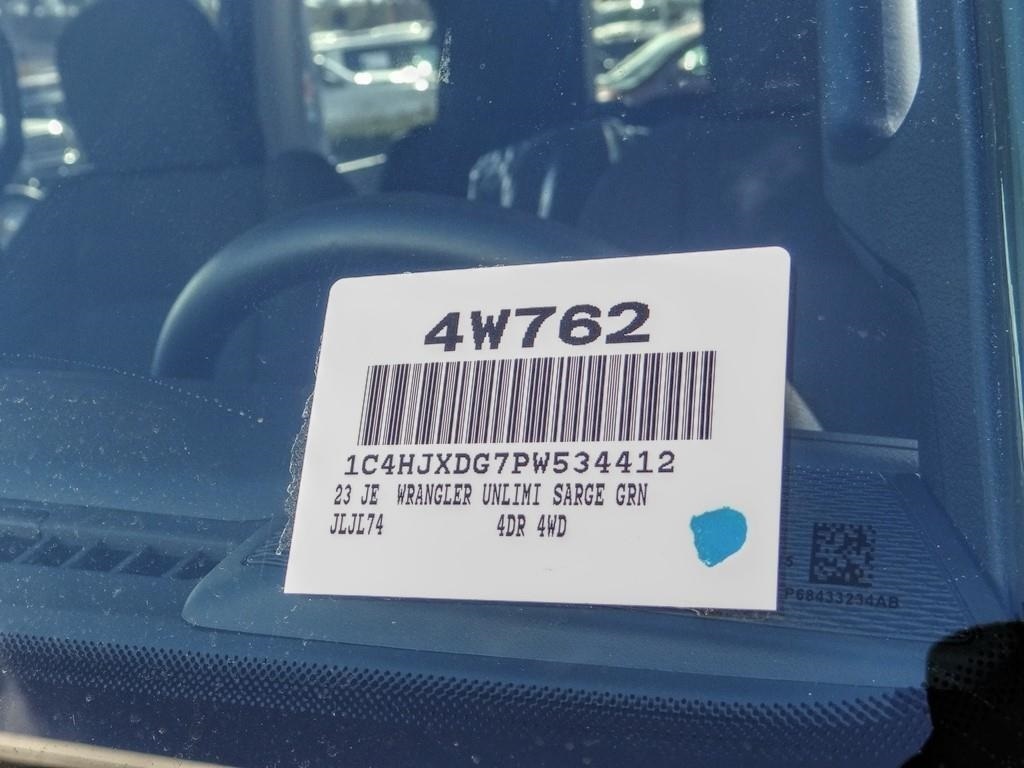 4W762
1C4HJXDG7PW534412
23 JE WRANGLER UNLIMI SARGE GRN
JLJL74 4DR 4WD
P68433234AB